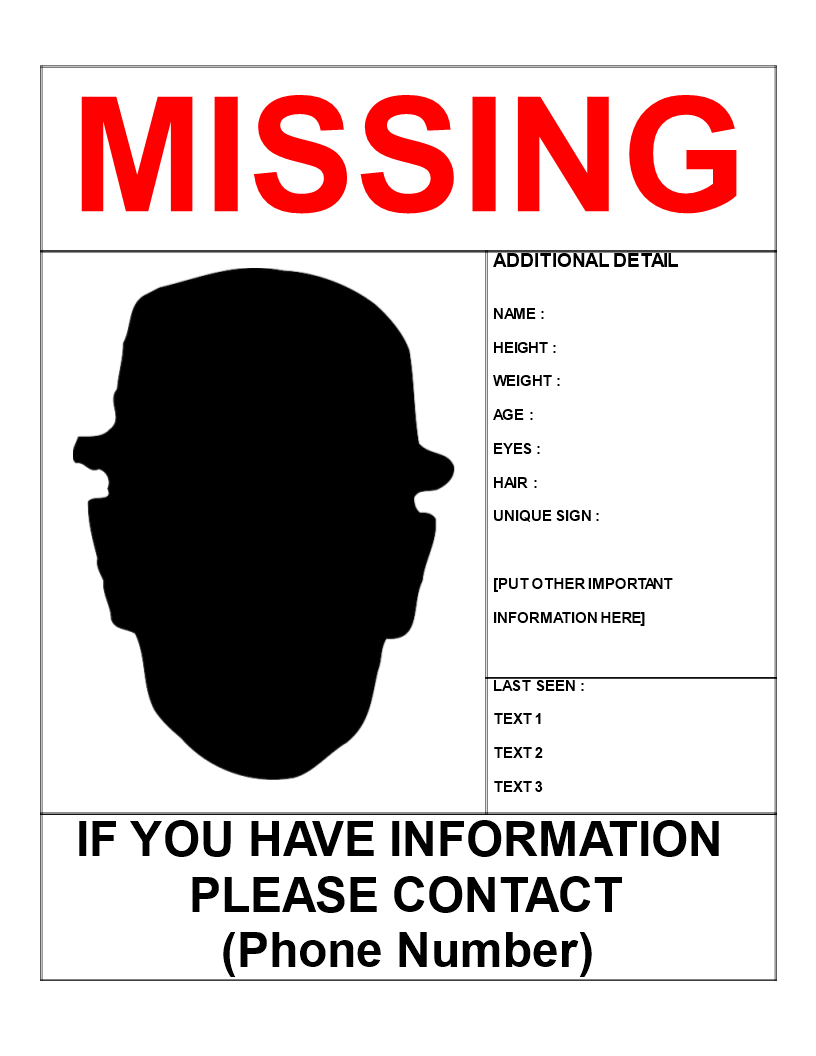 MISSING
ADDITIONAL DETAIL
NAME :
HEIGHT :
WEIGHT :
AGE :
EYES :
HAIR :
UNIQUE SIGN :
[PUT OTHER IMPORTANT
INFORMATION HERE]
LAST SEEN :
TEXT 1
TEXT 2
TEXT 3
IF YOU HAVE INFORMATION
PLEASE CONTACT
(Phone Number)